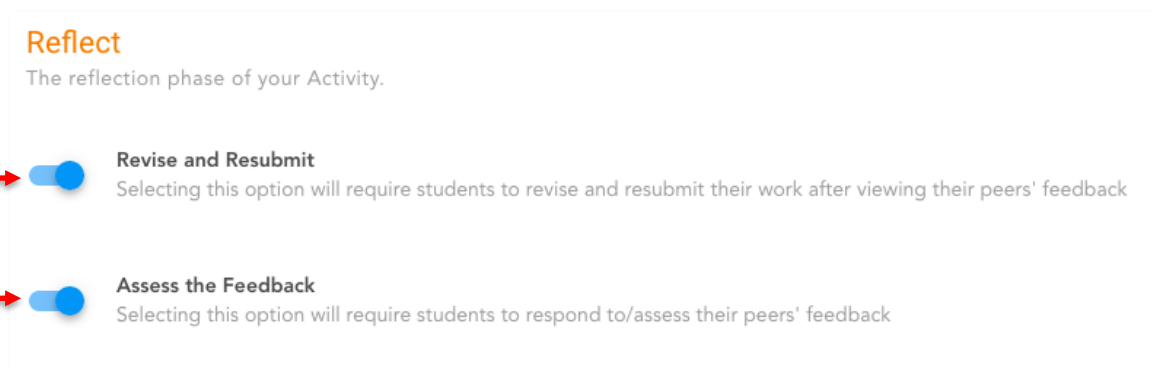 Reflect
The reflection phase of your Activity.
Revise and Resubmit
Selecting this option will require students to revise and resubmit their work after viewing their peers' feedback
Assess the Feedback
Selecting this option will require students to respond to/assess their peers' feedback